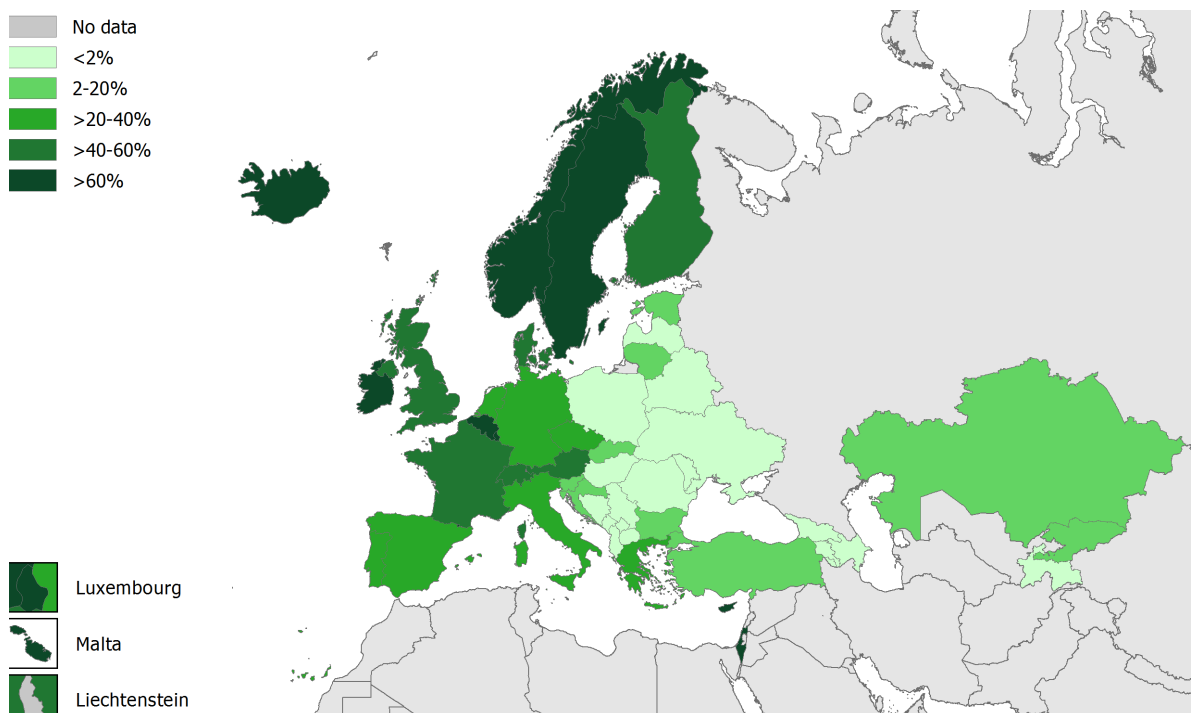 No data
<2%
2-20%
>20-40%
>40-60%
>60%
Luxembourg
Malta
Liechtenstein